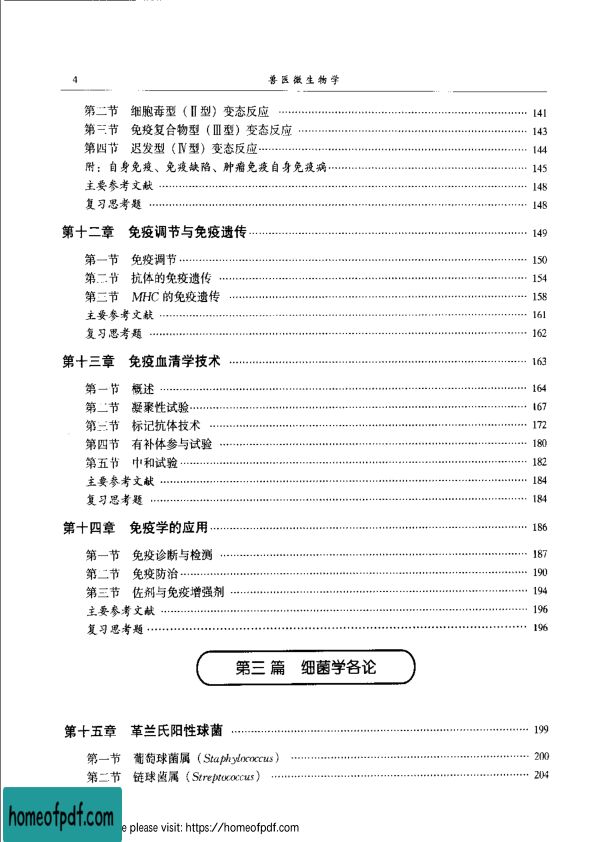 4 兽医微生物学
第二节 细胞毒型（Ⅱ型）变态反应 141
第三节 免疫复合物型（Ⅲ型）变态反应 143
第四节 迟发型（Ⅳ型）变态反应 144
附：自身免疫、免疫缺陷、肿瘤免疫自身免疫病 145
主要参考文献 148
复习思考题 148
第十二章 免疫调节与免疫遗传 149
第一节 免疫调节 150
第二节 抗体的免疫遗传 154
第三节 MHC 的免疫遗传 158
主要参考文献 161
复习思考题 162
第十三章 免疫血清学技术 163
第一节 概述 164
第二节 凝聚性试验 167
第三节 标记抗体技术 172
第四节 有补体参与试验 180
第五节 中和试验 182
主要参考文献 184
复习思考题 184
第十四章 免疫学的应用 186
第一节 免疫诊断与检测 187
第二节 免疫防治 190
第三节 佐剂与免疫增强剂 194
主要参考文献 196
复习思考题 196
第三篇 细菌学各论
第十五章 革兰氏阳性球菌 199
第一节 葡萄球菌属（Staphylococcus） 200
第二节 链球菌属（Streptococcus） 204
homeofpdf.com
e please visit: https://homeofpdf.com